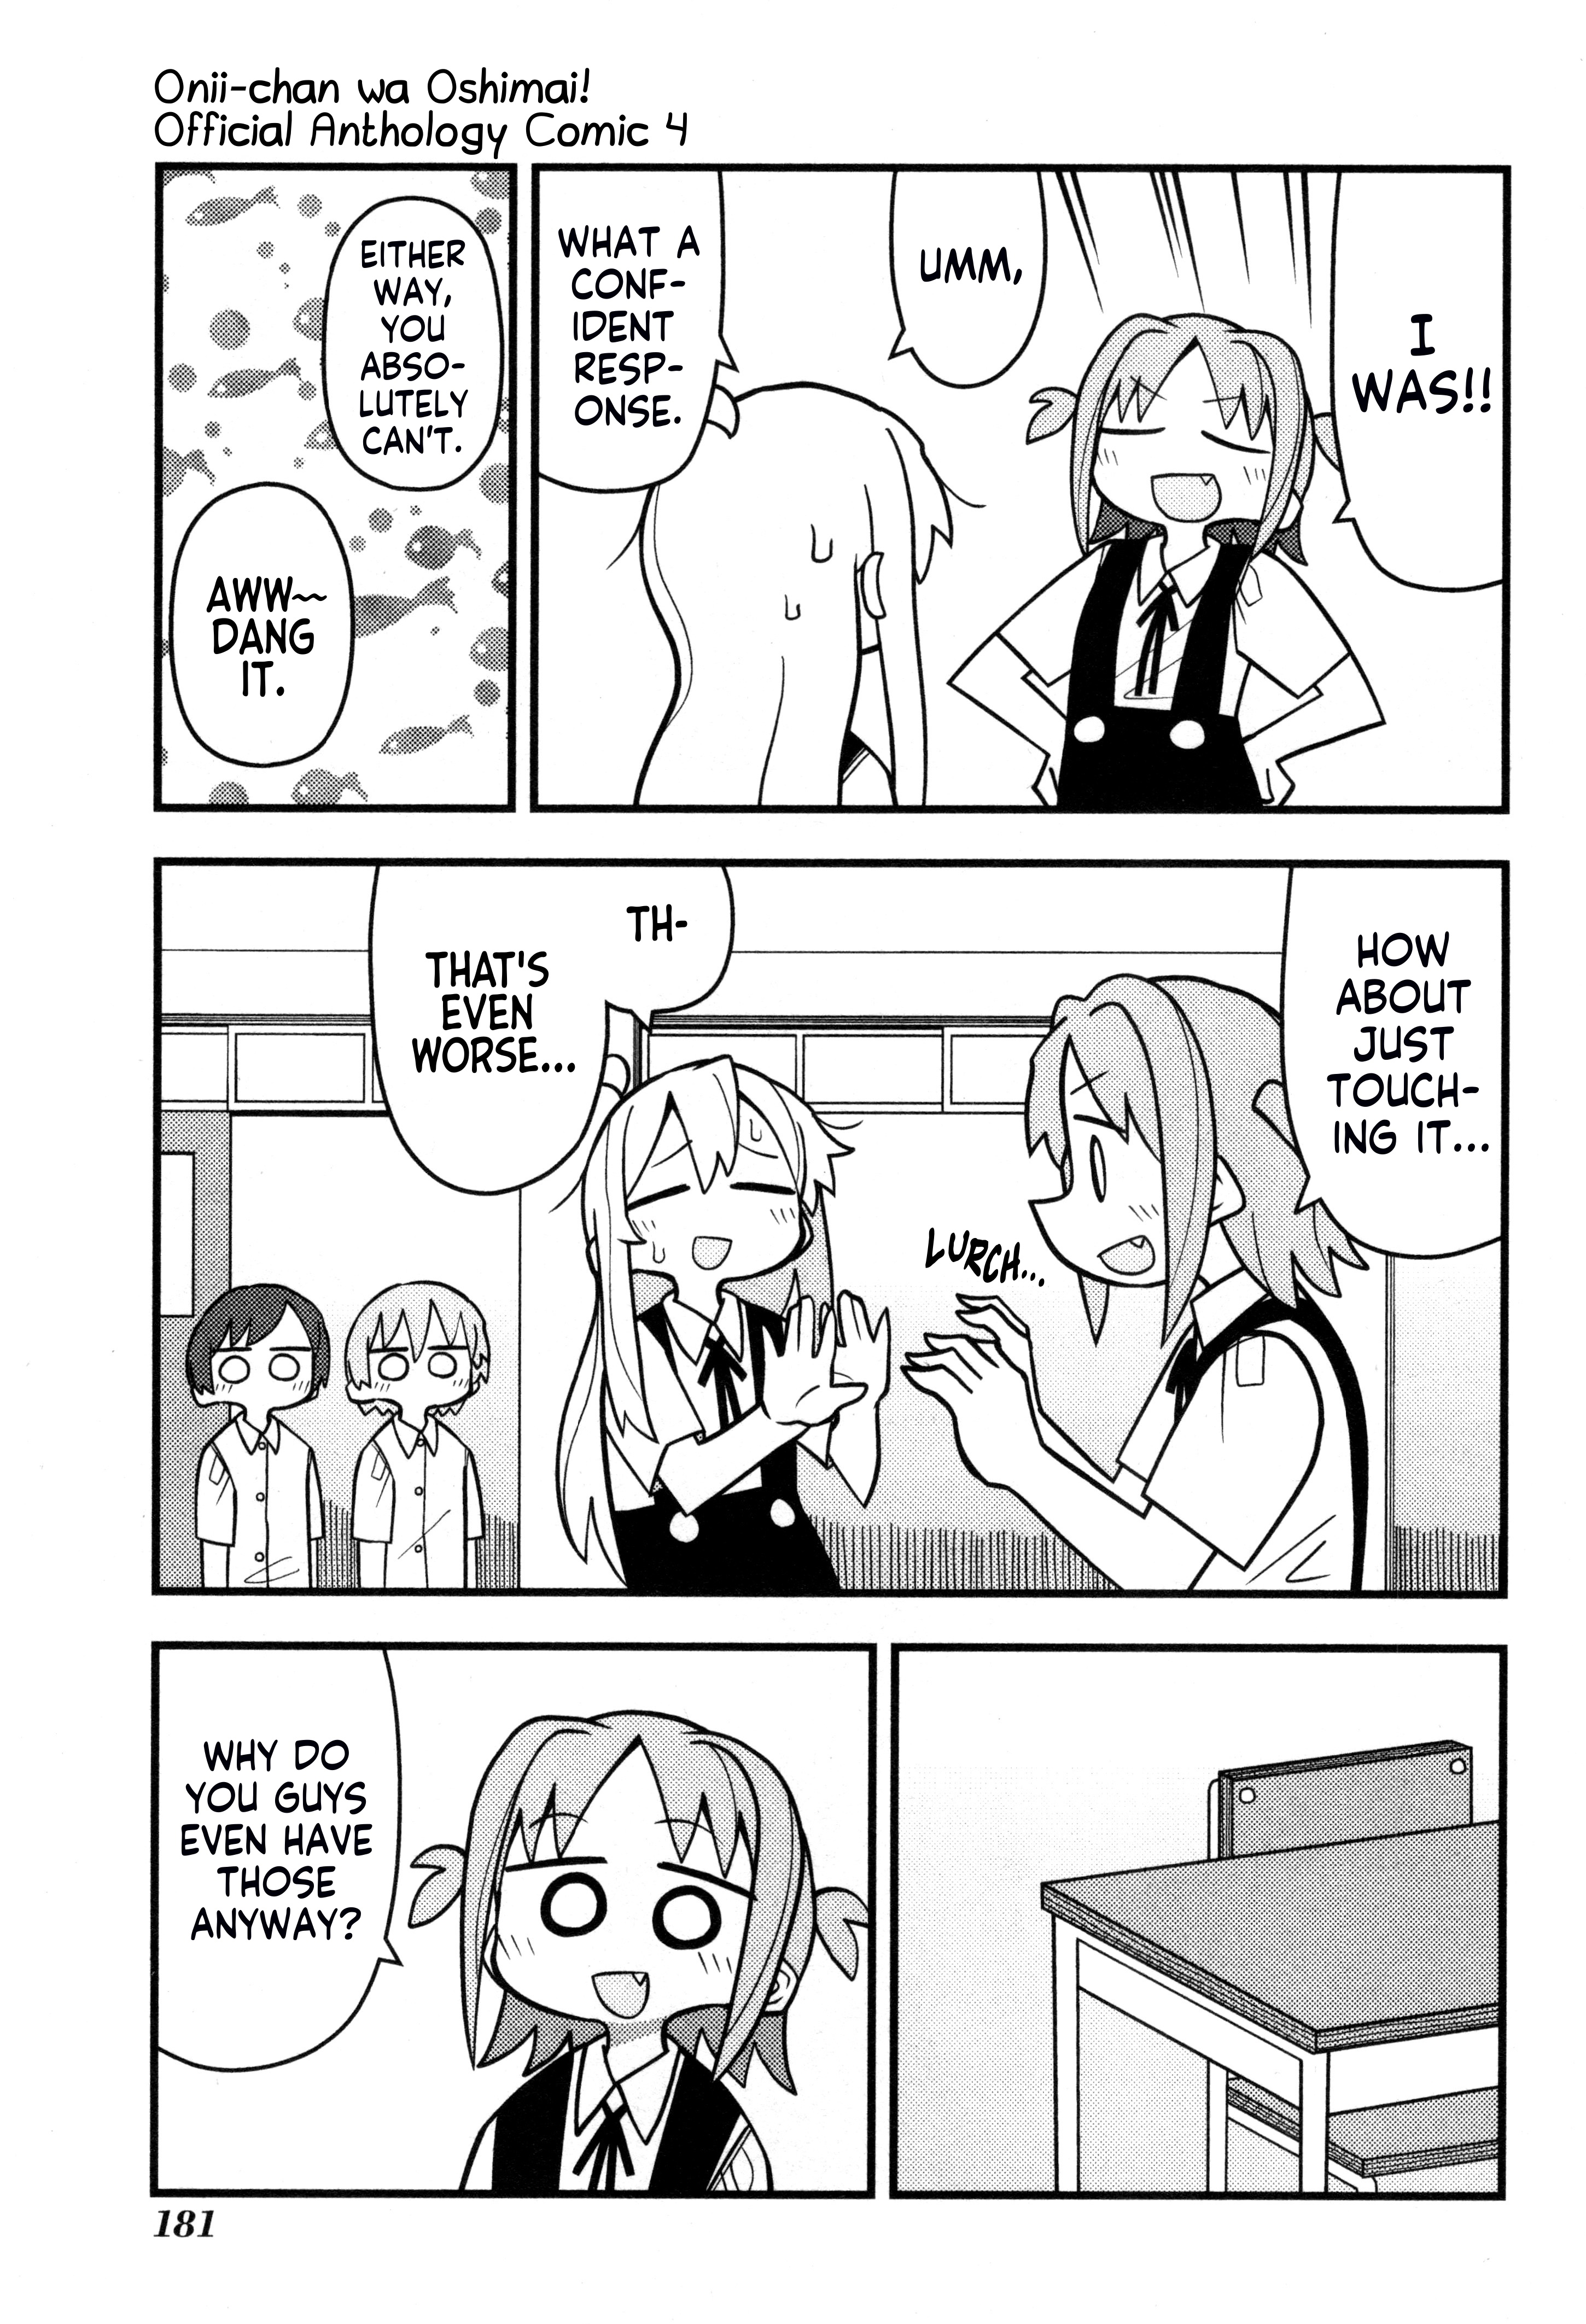 Onii-chan wa Oshimai!
Official Anthology Comic 4
I
WAS!!
UMM,
WHAT A
CONF-
IDENT
RESP-
ONSE.
EITHER
WAY,
YOU
ABSO-
LUTELY
CAN'T.
AWW~~
DANG
IT.
HOW
ABOUT
JUST
TOUCH-
ING IT...
LURCH...
TH-
THAT'S
EVEN
WORSE...
WHY DO
YOU GUYS
EVEN HAVE
THOSE
ANYWAY?
181